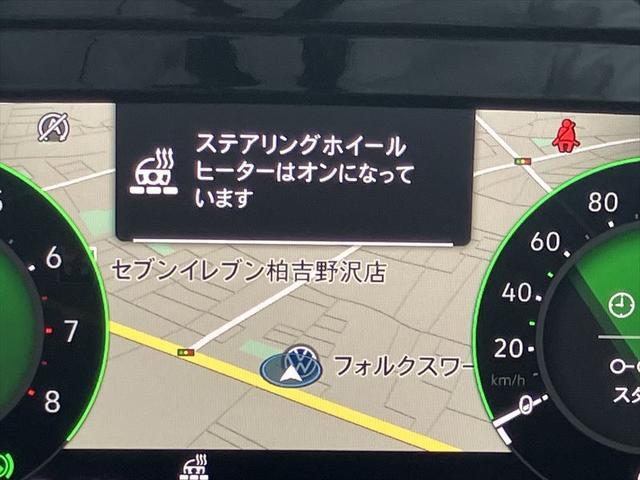 ステアリングホイール
ヒーターはオンになって
います
80
60
6
セブンイレブン柏吉野沢店
40
7
20
フォルクスワー
km/h
8
0
スタ